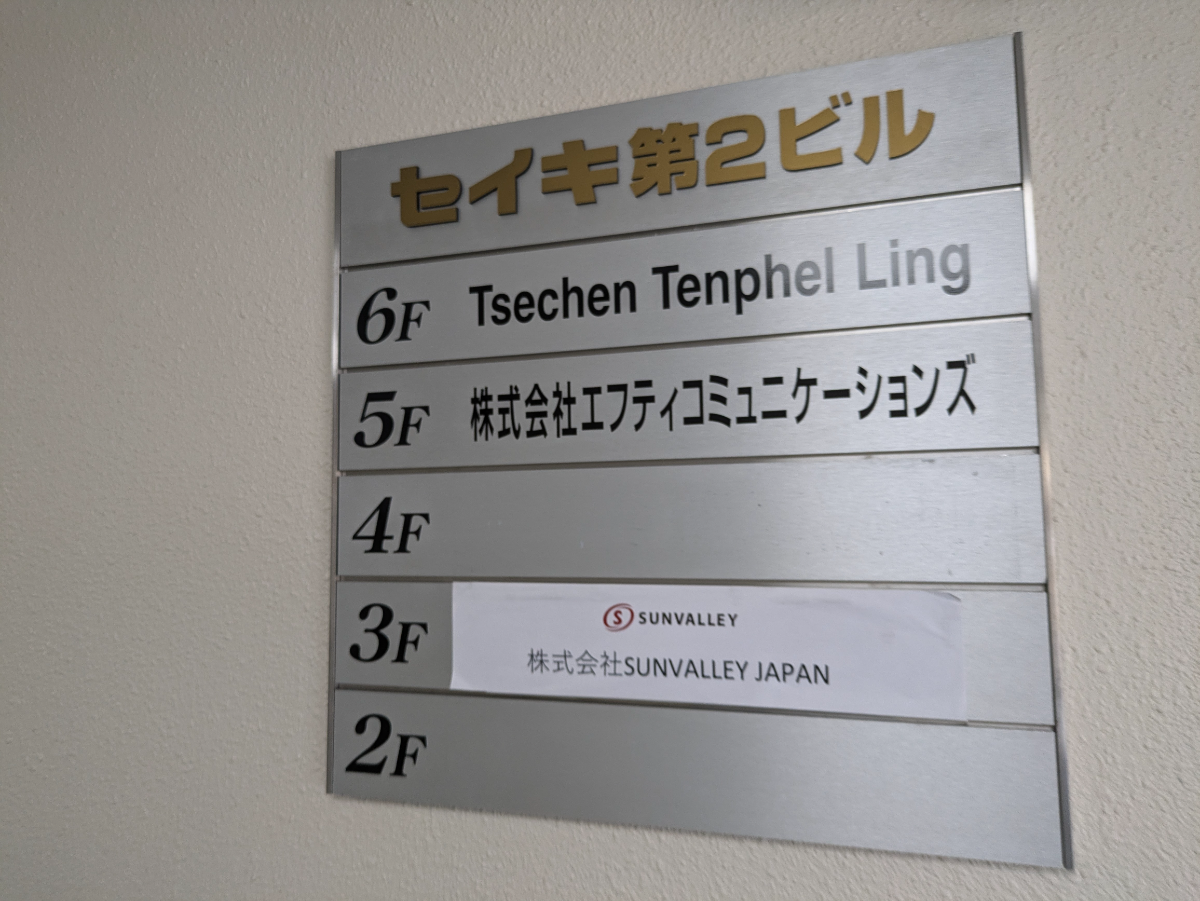 セイキ第2ビル
6F Tsechen Tenphel Ling
5F 株式会社エフティコミュニケーションズ
4F
3F S SUNVALLEY
株式会社SUNVALLEY JAPAN
2F